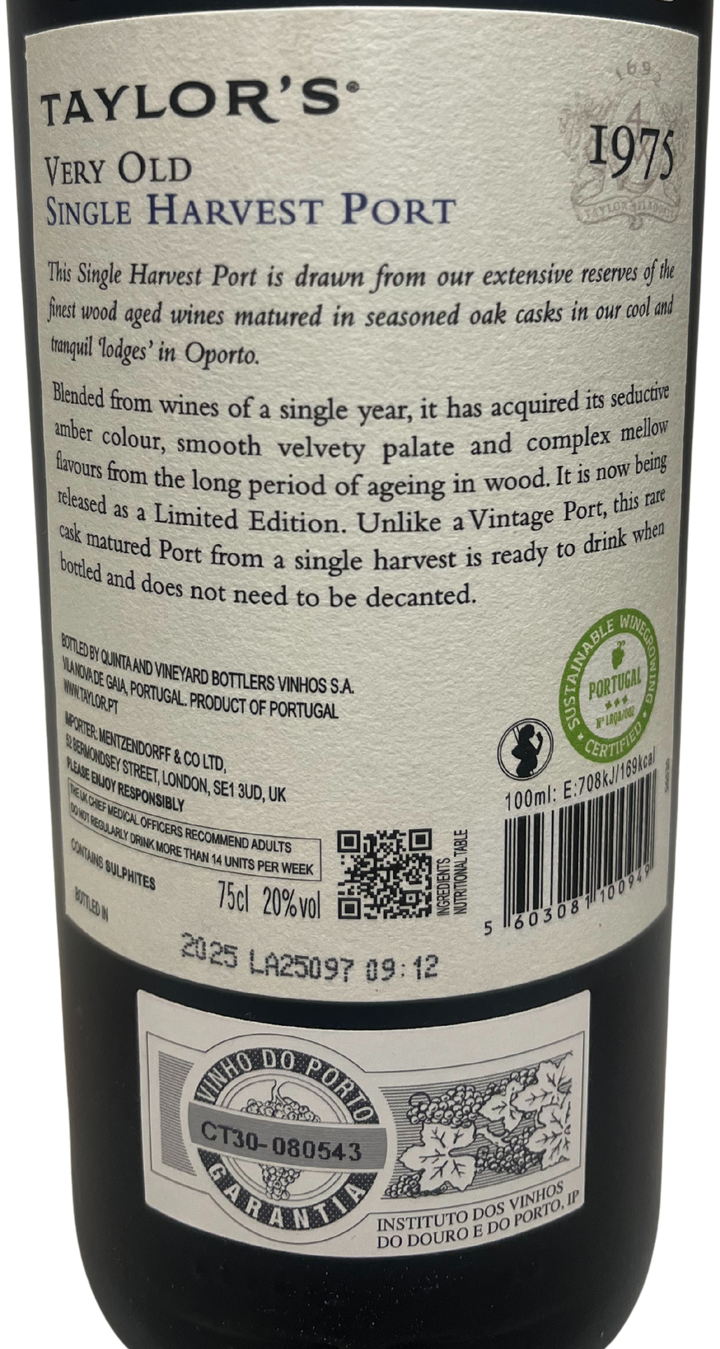 TAYLOR'S®
1692
4
1975
VERY OLD
SINGLE HARVEST PORT
This Single Harvest Port is drawn from our extensive reserves of the
finest wood aged wines matured in seasoned oak casks in our cool and
tranquil 'lodges' in Oporto.
Blended from wines of a single year, it has acquired its seductive
amber colour, smooth velvety palate and complex mellow
flavours from the long period of ageing in wood. It is now being
released as a Limited Edition. Unlike a Vintage Port, this rare
cask matured Port from a single harvest is ready to drink when
bottled and does not need to be decanted.
BOTTLED BY QUINTA AND VINEYARD BOTTLERS VINHOS S.A.
VILA NOVA DE GAIA, PORTUGAL. PRODUCT OF PORTUGAL
WWW.TAYLOR.PT
IMPORTER: MENTZENDORFF & CO LTD,
52 BERMONDSEY STREET, LONDON, SE1 3UD, UK
PLEASE ENJOY RESPONSIBLY
THE UK CHIEF MEDICAL OFFICERS RECOMMEND ADULTS
DO NOT REGULARLY DRINK MORE THAN 14 UNITS PER WEEK
CONTAINS SULPHITES
75cl 20%vol
BOTTLED IN
2025 LA25097 09:12
INGREDIENTS
NUTRITIONAL TABLE
SUSTAINABLE WINEGROWING
PORTUGAL
CERTIFIED
100ml: E:708kJ/169kcal
5 603081 100949
VINHO DO PORTO
CT30-080543
GARANTIA
INSTITUTO DOS VINHOS
DO DOURO E DO PORTO, IP